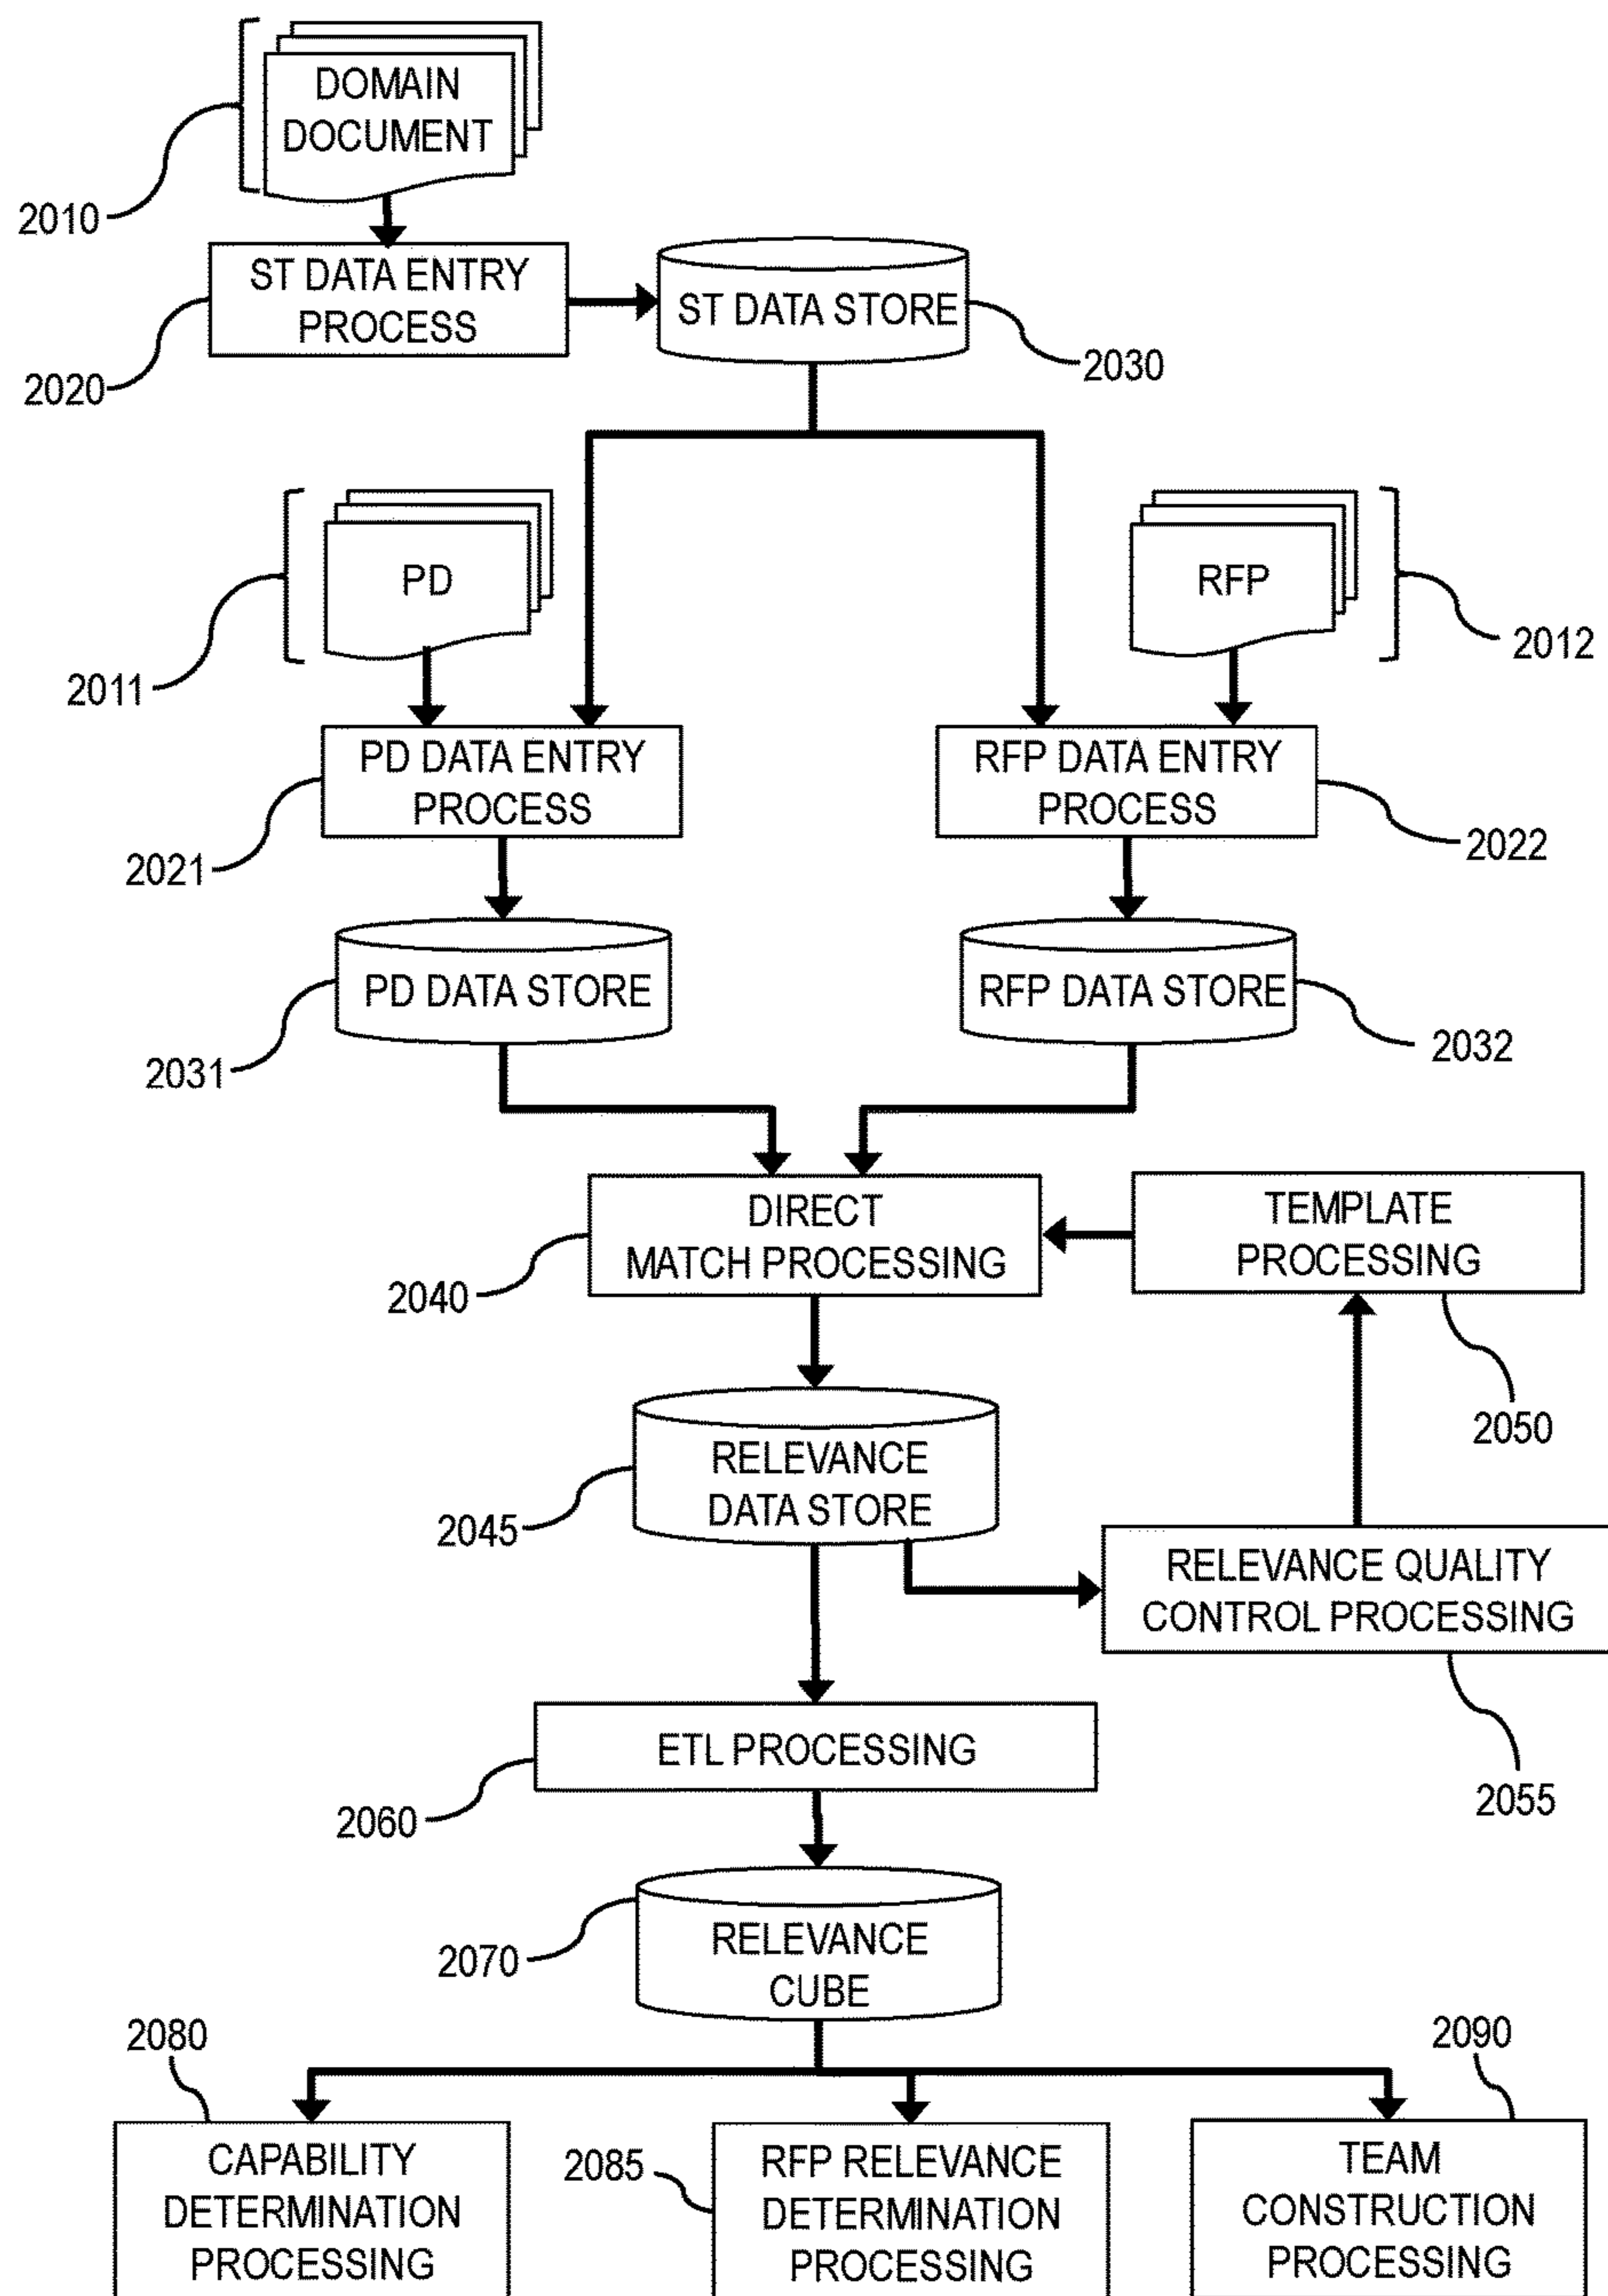 DOMAIN
DOCUMENT
2010
ST DATA ENTRY
PROCESS
2020
ST DATA STORE
2030
PD
2011
RFP
2012
PD DATA ENTRY
PROCESS
2021
RFP DATA ENTRY
PROCESS
2022
PD DATA STORE
2031
RFP DATA STORE
2032
DIRECT
MATCH PROCESSING
2040
TEMPLATE
PROCESSING
2050
RELEVANCE
DATA STORE
2045
RELEVANCE QUALITY
CONTROL PROCESSING
2055
ETL PROCESSING
2060
RELEVANCE
CUBE
2070
2080
CAPABILITY
DETERMINATION
PROCESSING
2085
RFP RELEVANCE
DETERMINATION
PROCESSING
2090
TEAM
CONSTRUCTION
PROCESSING